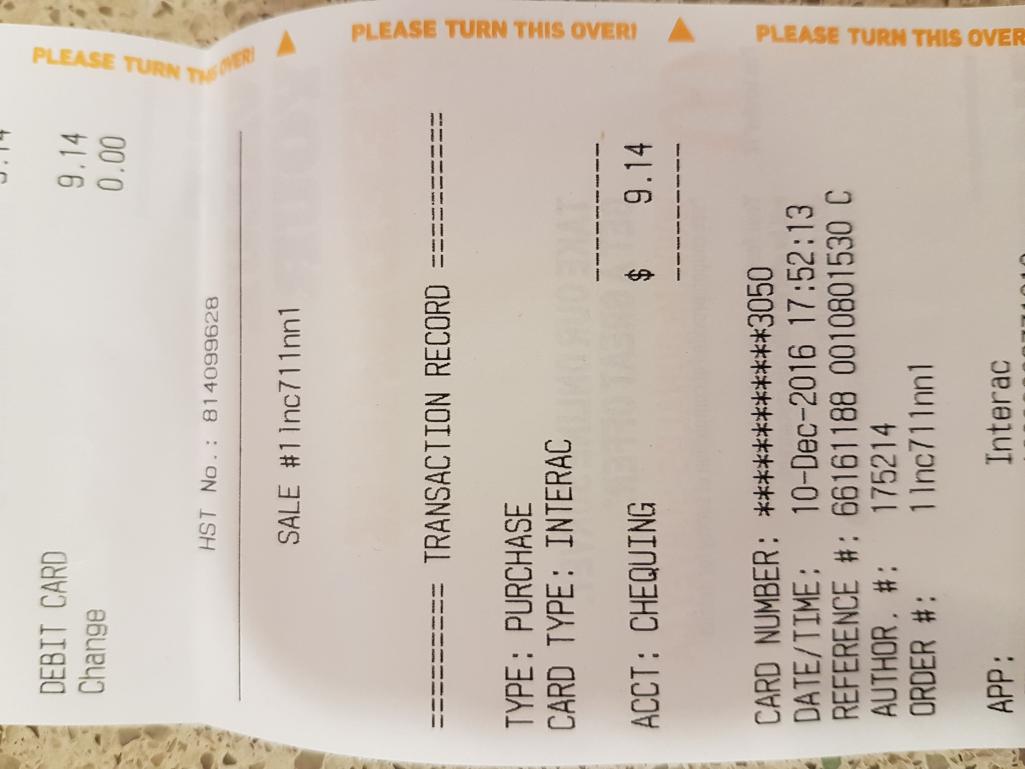 PLEASE TURN THIS OVER!
PLEASE TURN THIS OVER!
PLEASE TURN THIS OVER
DEBIT CARD 9.14
Change 0.00
HST No.: 814099628
SALE #1lnc711nn1
========= TRANSACTION RECORD ==========
TYPE: PURCHASE
CARD TYPE: INTERAC
----------
ACCT: CHEQUING $ 9.14
----------
CARD NUMBER: ************3050
DATE/TIME: 10-Dec-2016 17:52:13
REFERENCE #: 66161188 0010801530 C
AUTHOR. #: 175214
ORDER #: 1lnc711nn1
APP: Interac